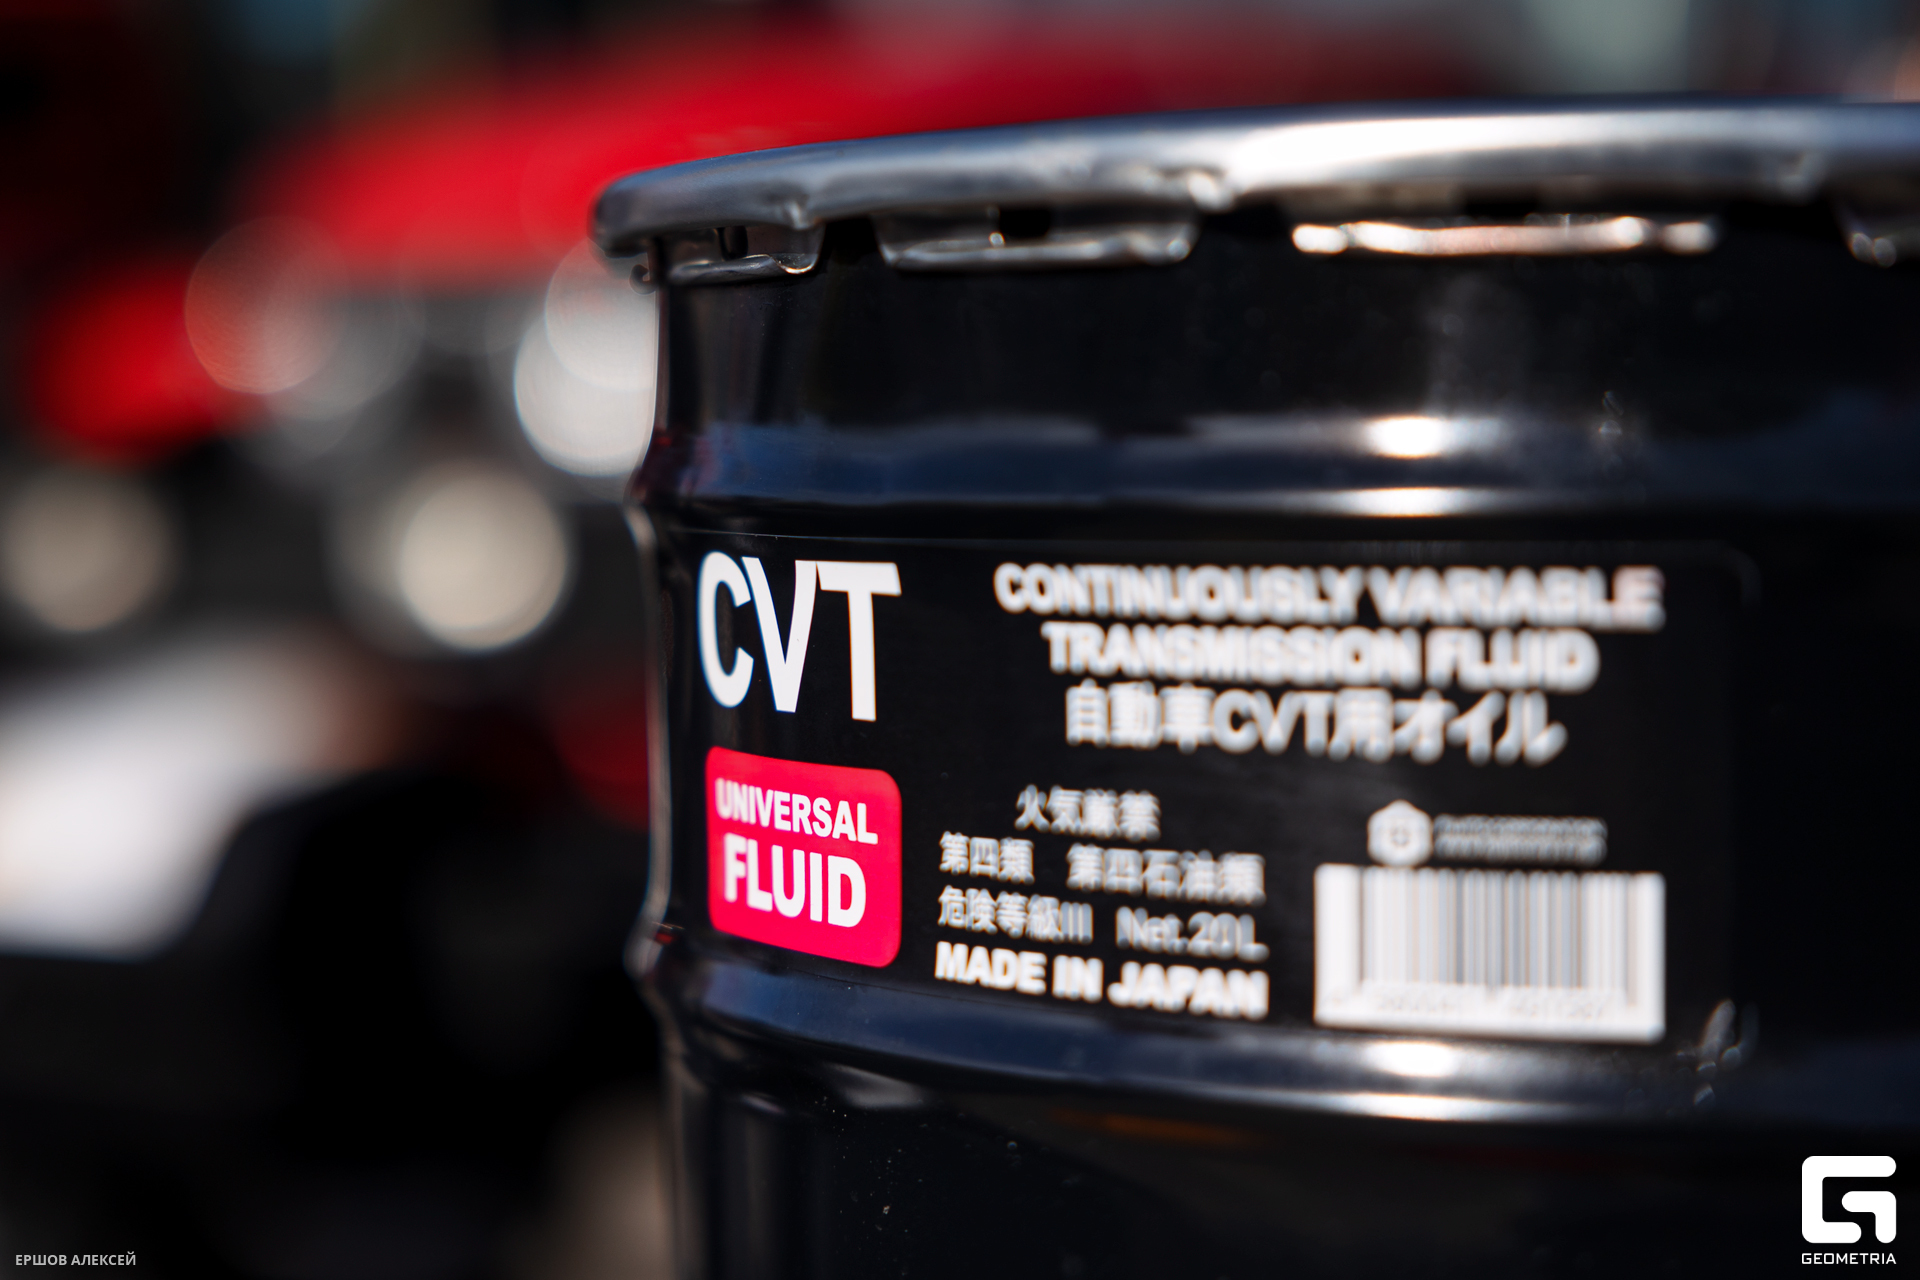 CVT
UNIVERSAL
FLUID
CONTINUOUSLY VARIABLE
TRANSMISSION FLUID
自動車CVT用オイル
火気厳禁
第四類 第四石油類
危険等級III Net.20L
MADE IN JAPAN
ЕРШОВ АЛЕКСЕЙ
GEOMETRIA